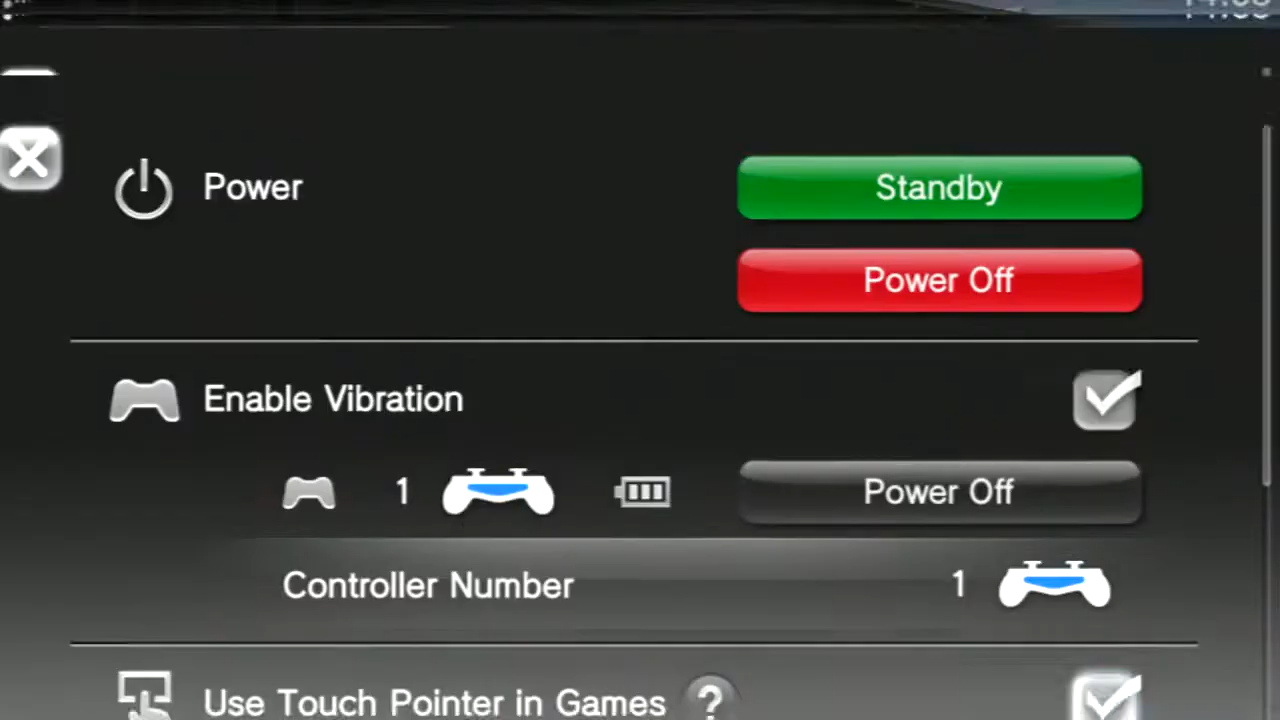 Power
Standby
Power Off
Enable Vibration
1
Power Off
Controller Number
1
Use Touch Pointer in Games ?